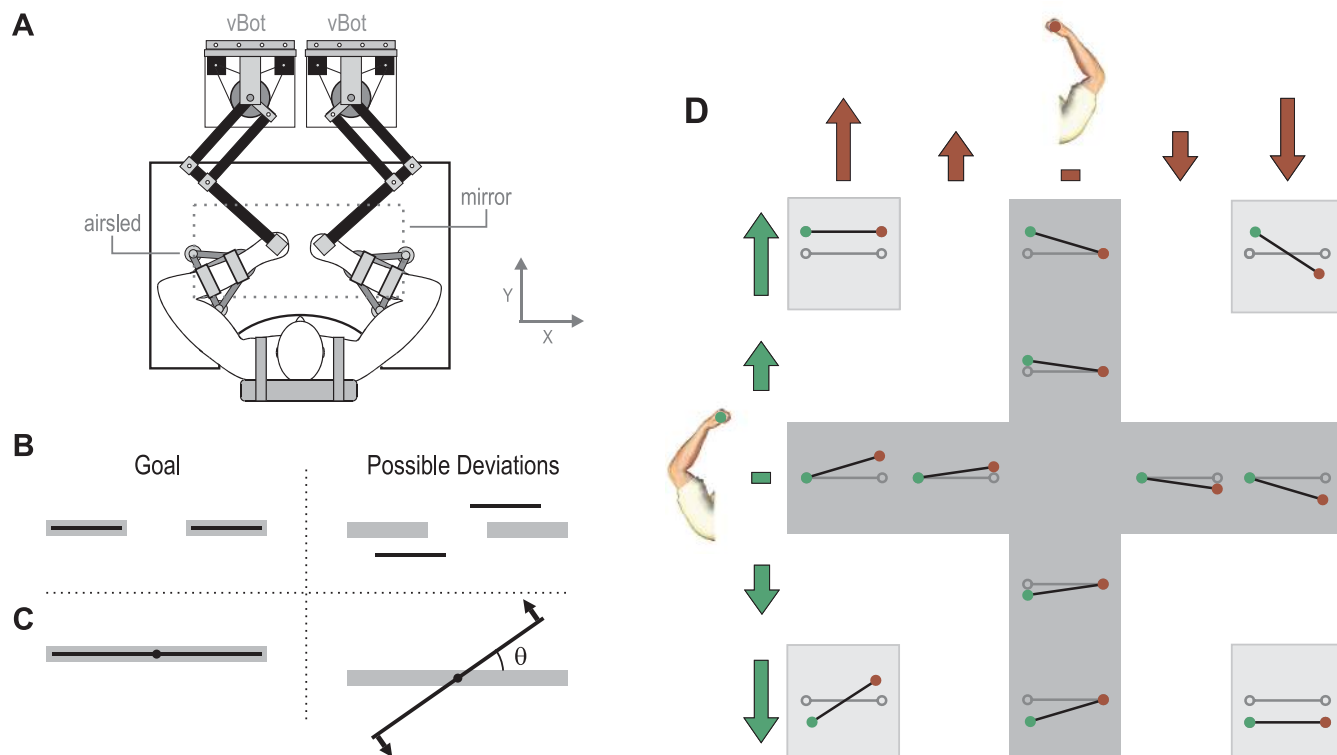 A
vBot
vBot
mirror
airsled
Y
X
B
Goal
Possible Deviations
C
θ
D